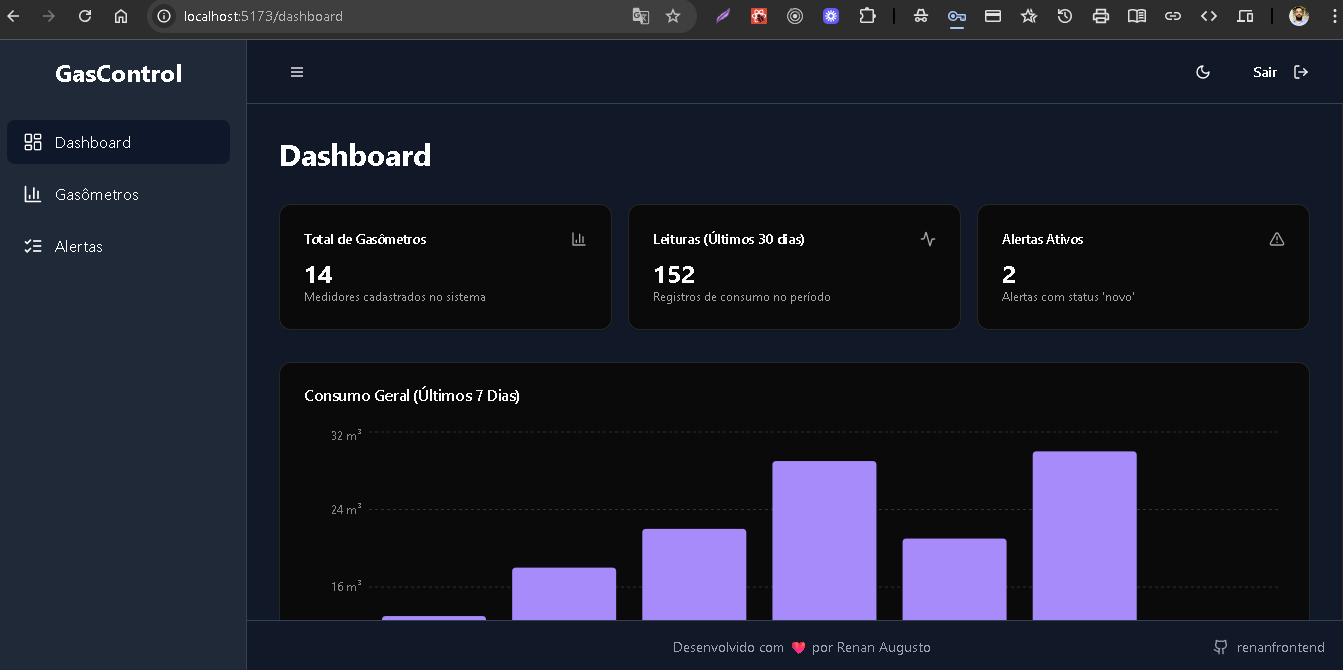 localhost:5173/dashboard
GasControl
Sair
Dashboard
Gasômetros
Alertas
Dashboard
Total de Gasômetros
14
Medidores cadastrados no sistema
Leituras (Últimos 30 dias)
152
Registros de consumo no período
Alertas Ativos
2
Alertas com status 'novo'
Consumo Geral (Últimos 7 Dias)
32 m³
24 m³
16 m³
Desenvolvido com ❤️ por Renan Augusto
renanfrontend